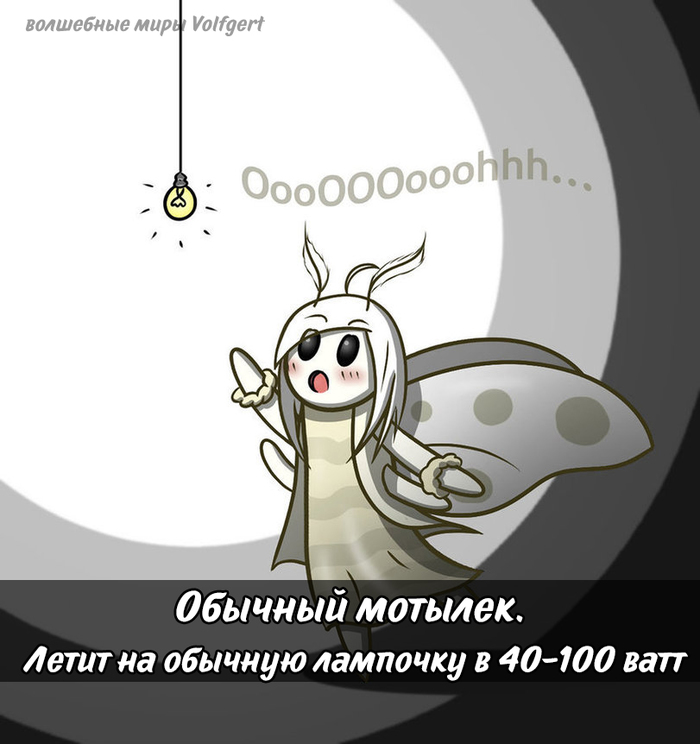 волшебные миры Volfgert
OooOOOooohhh...
Обычный мотылек.
Летит на обычную лампочку в 40-100 ватт